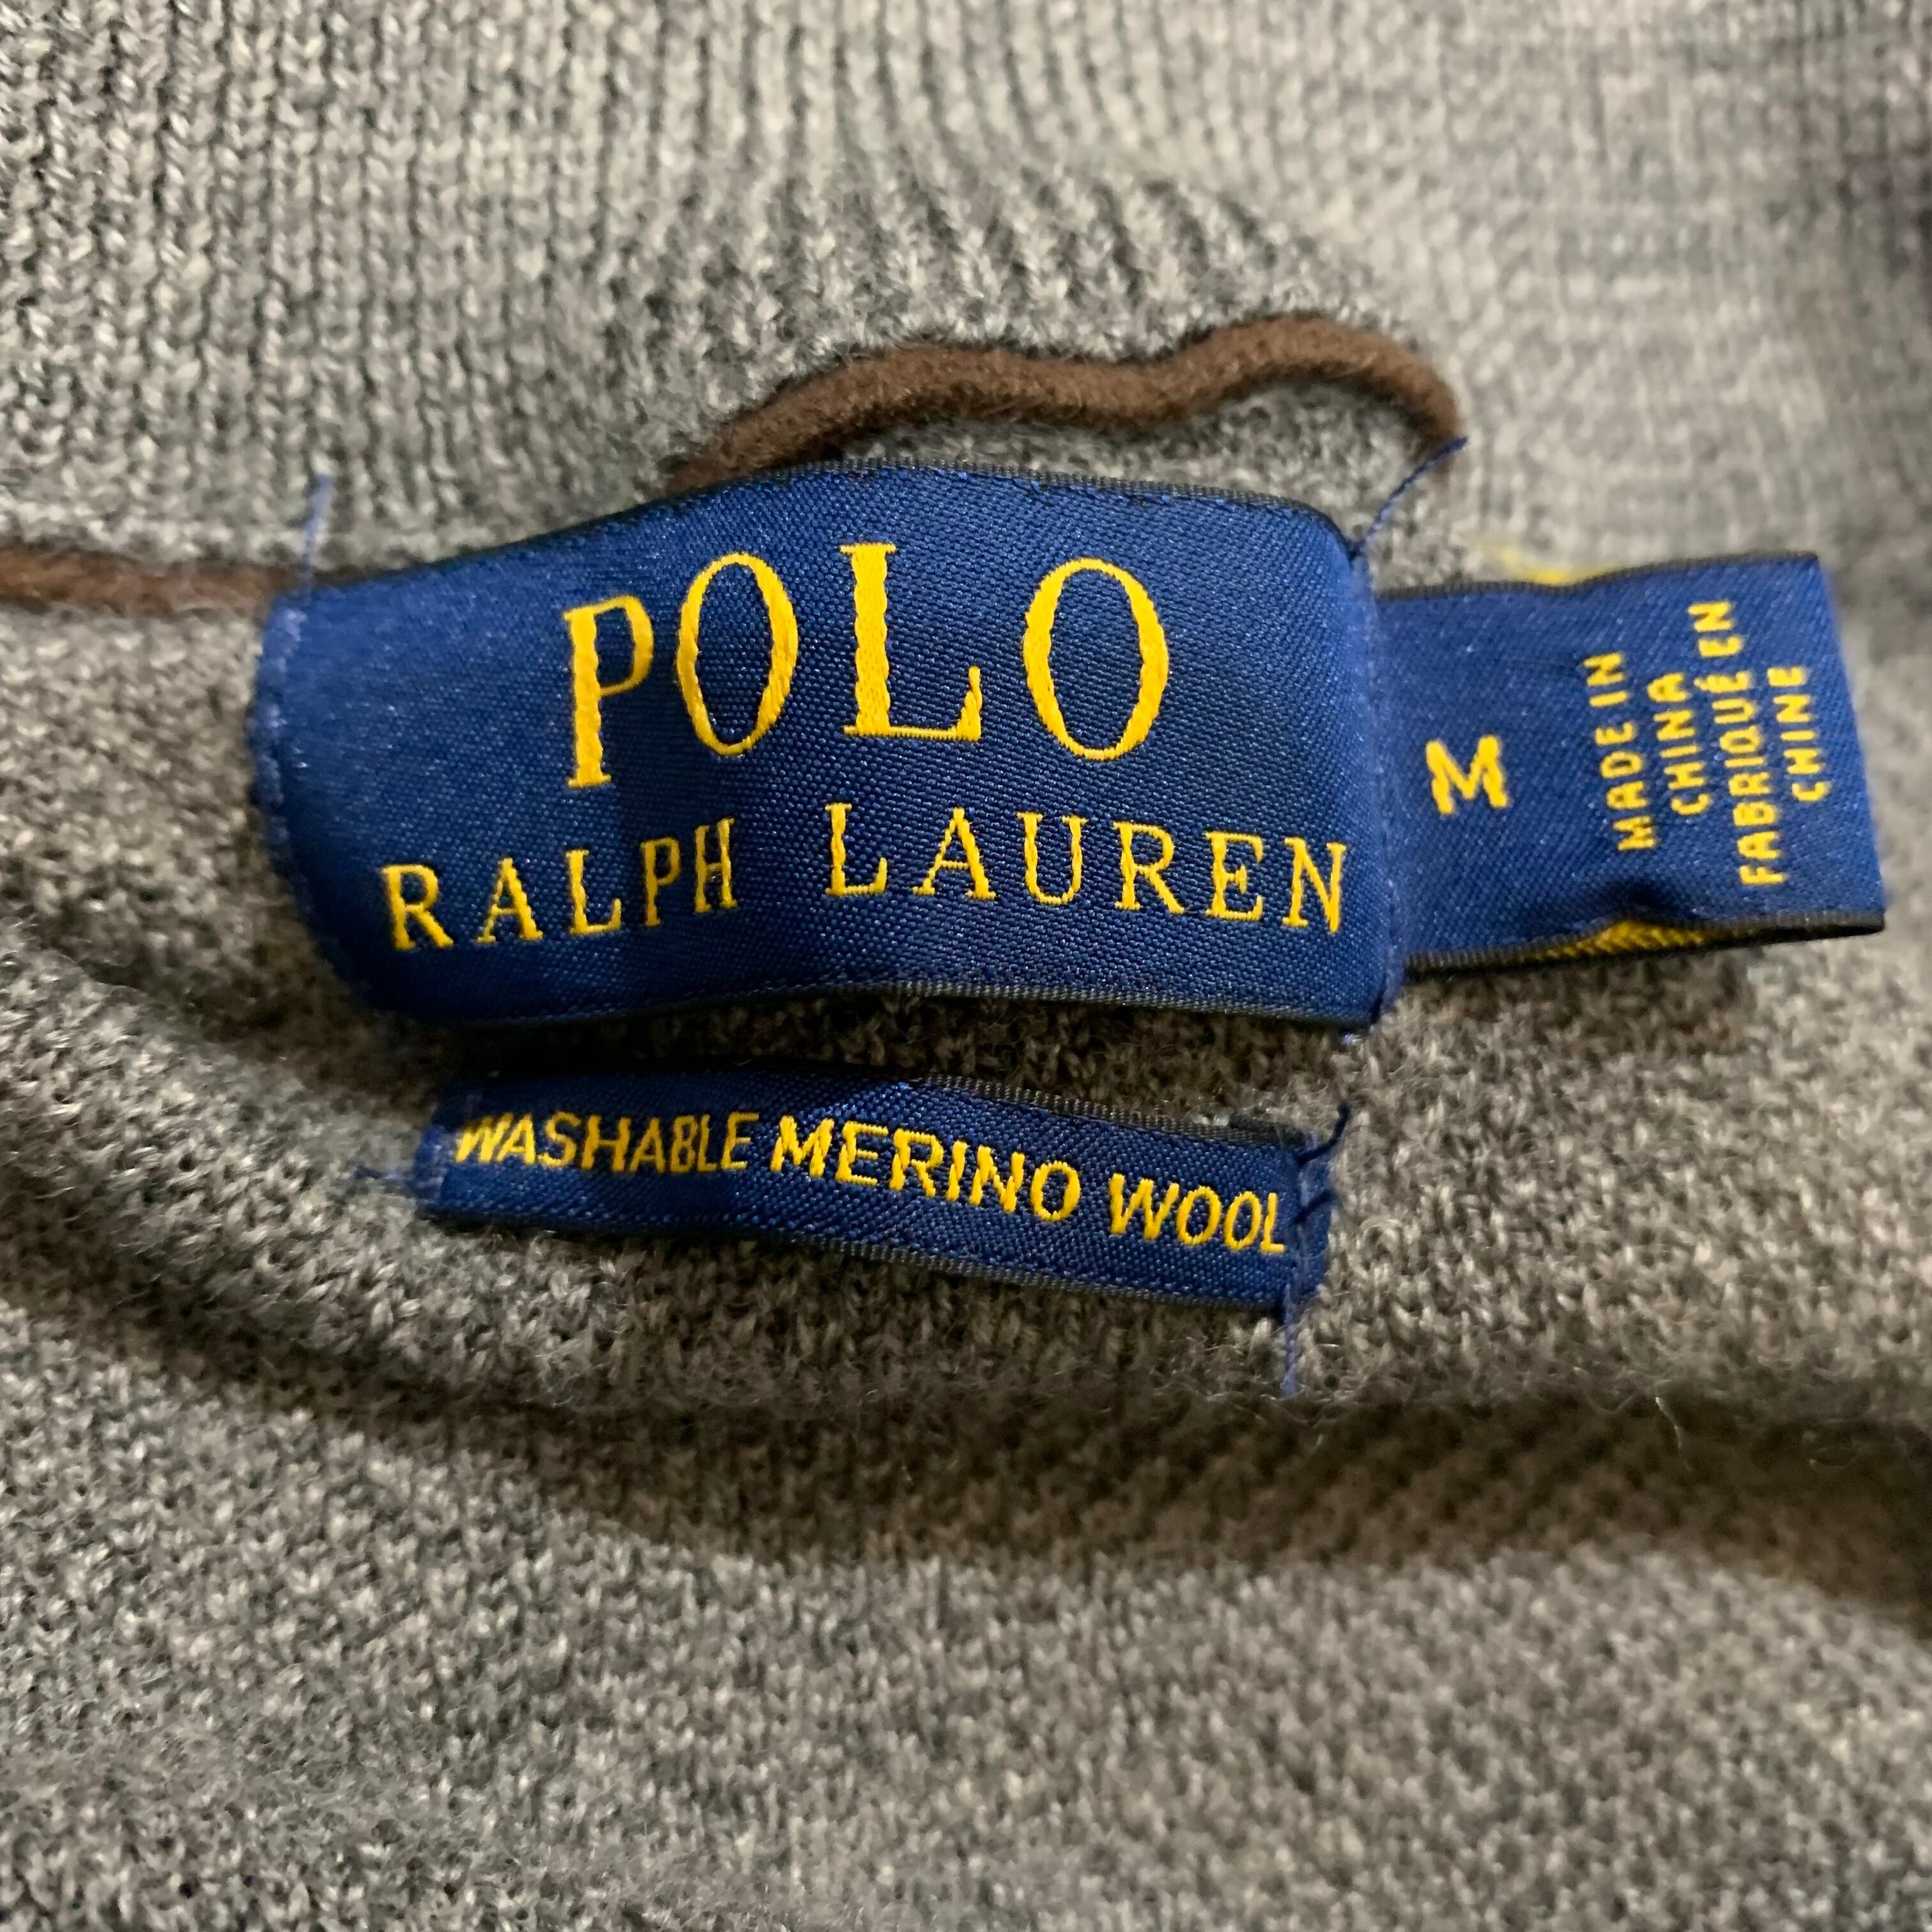 POLO
RALPH LAUREN
M
MADE IN
CHINA
FABRIQUÉ EN
CHINE
WASHABLE MERINO WOOL